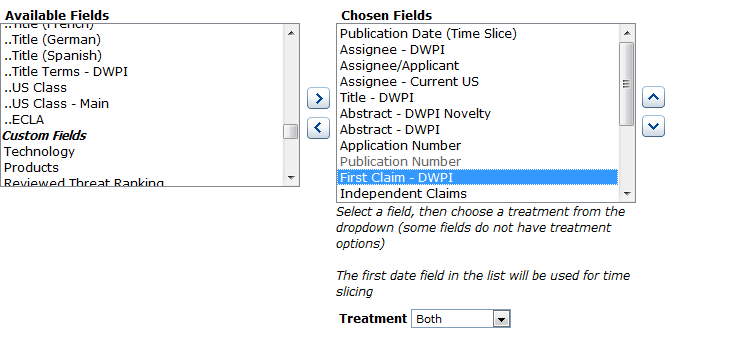 Available Fields
..Title (French)
..Title (German)
..Title (Spanish)
..Title Terms - DWPI
..US Class
..US Class - Main
..ECLA
Custom Fields
Technology
Products
Reviewed Threat Ranking
Chosen Fields
Publication Date (Time Slice)
Assignee - DWPI
Assignee/Applicant
Assignee - Current US
Title - DWPI
Abstract - DWPI Novelty
Abstract - DWPI
Application Number
Publication Number
First Claim - DWPI
Independent Claims
Select a field, then choose a treatment from the
dropdown (some fields do not have treatment
options)
The first date field in the list will be used for time
slicing
Treatment Both